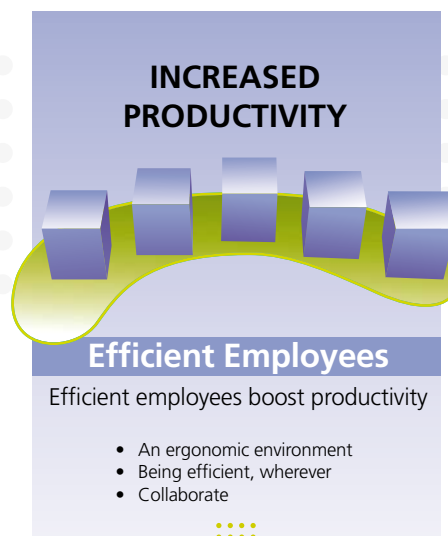 INCREASED
PRODUCTIVITY
Efficient Employees
Efficient employees boost productivity
• An ergonomic environment
• Being efficient, wherever
• Collaborate